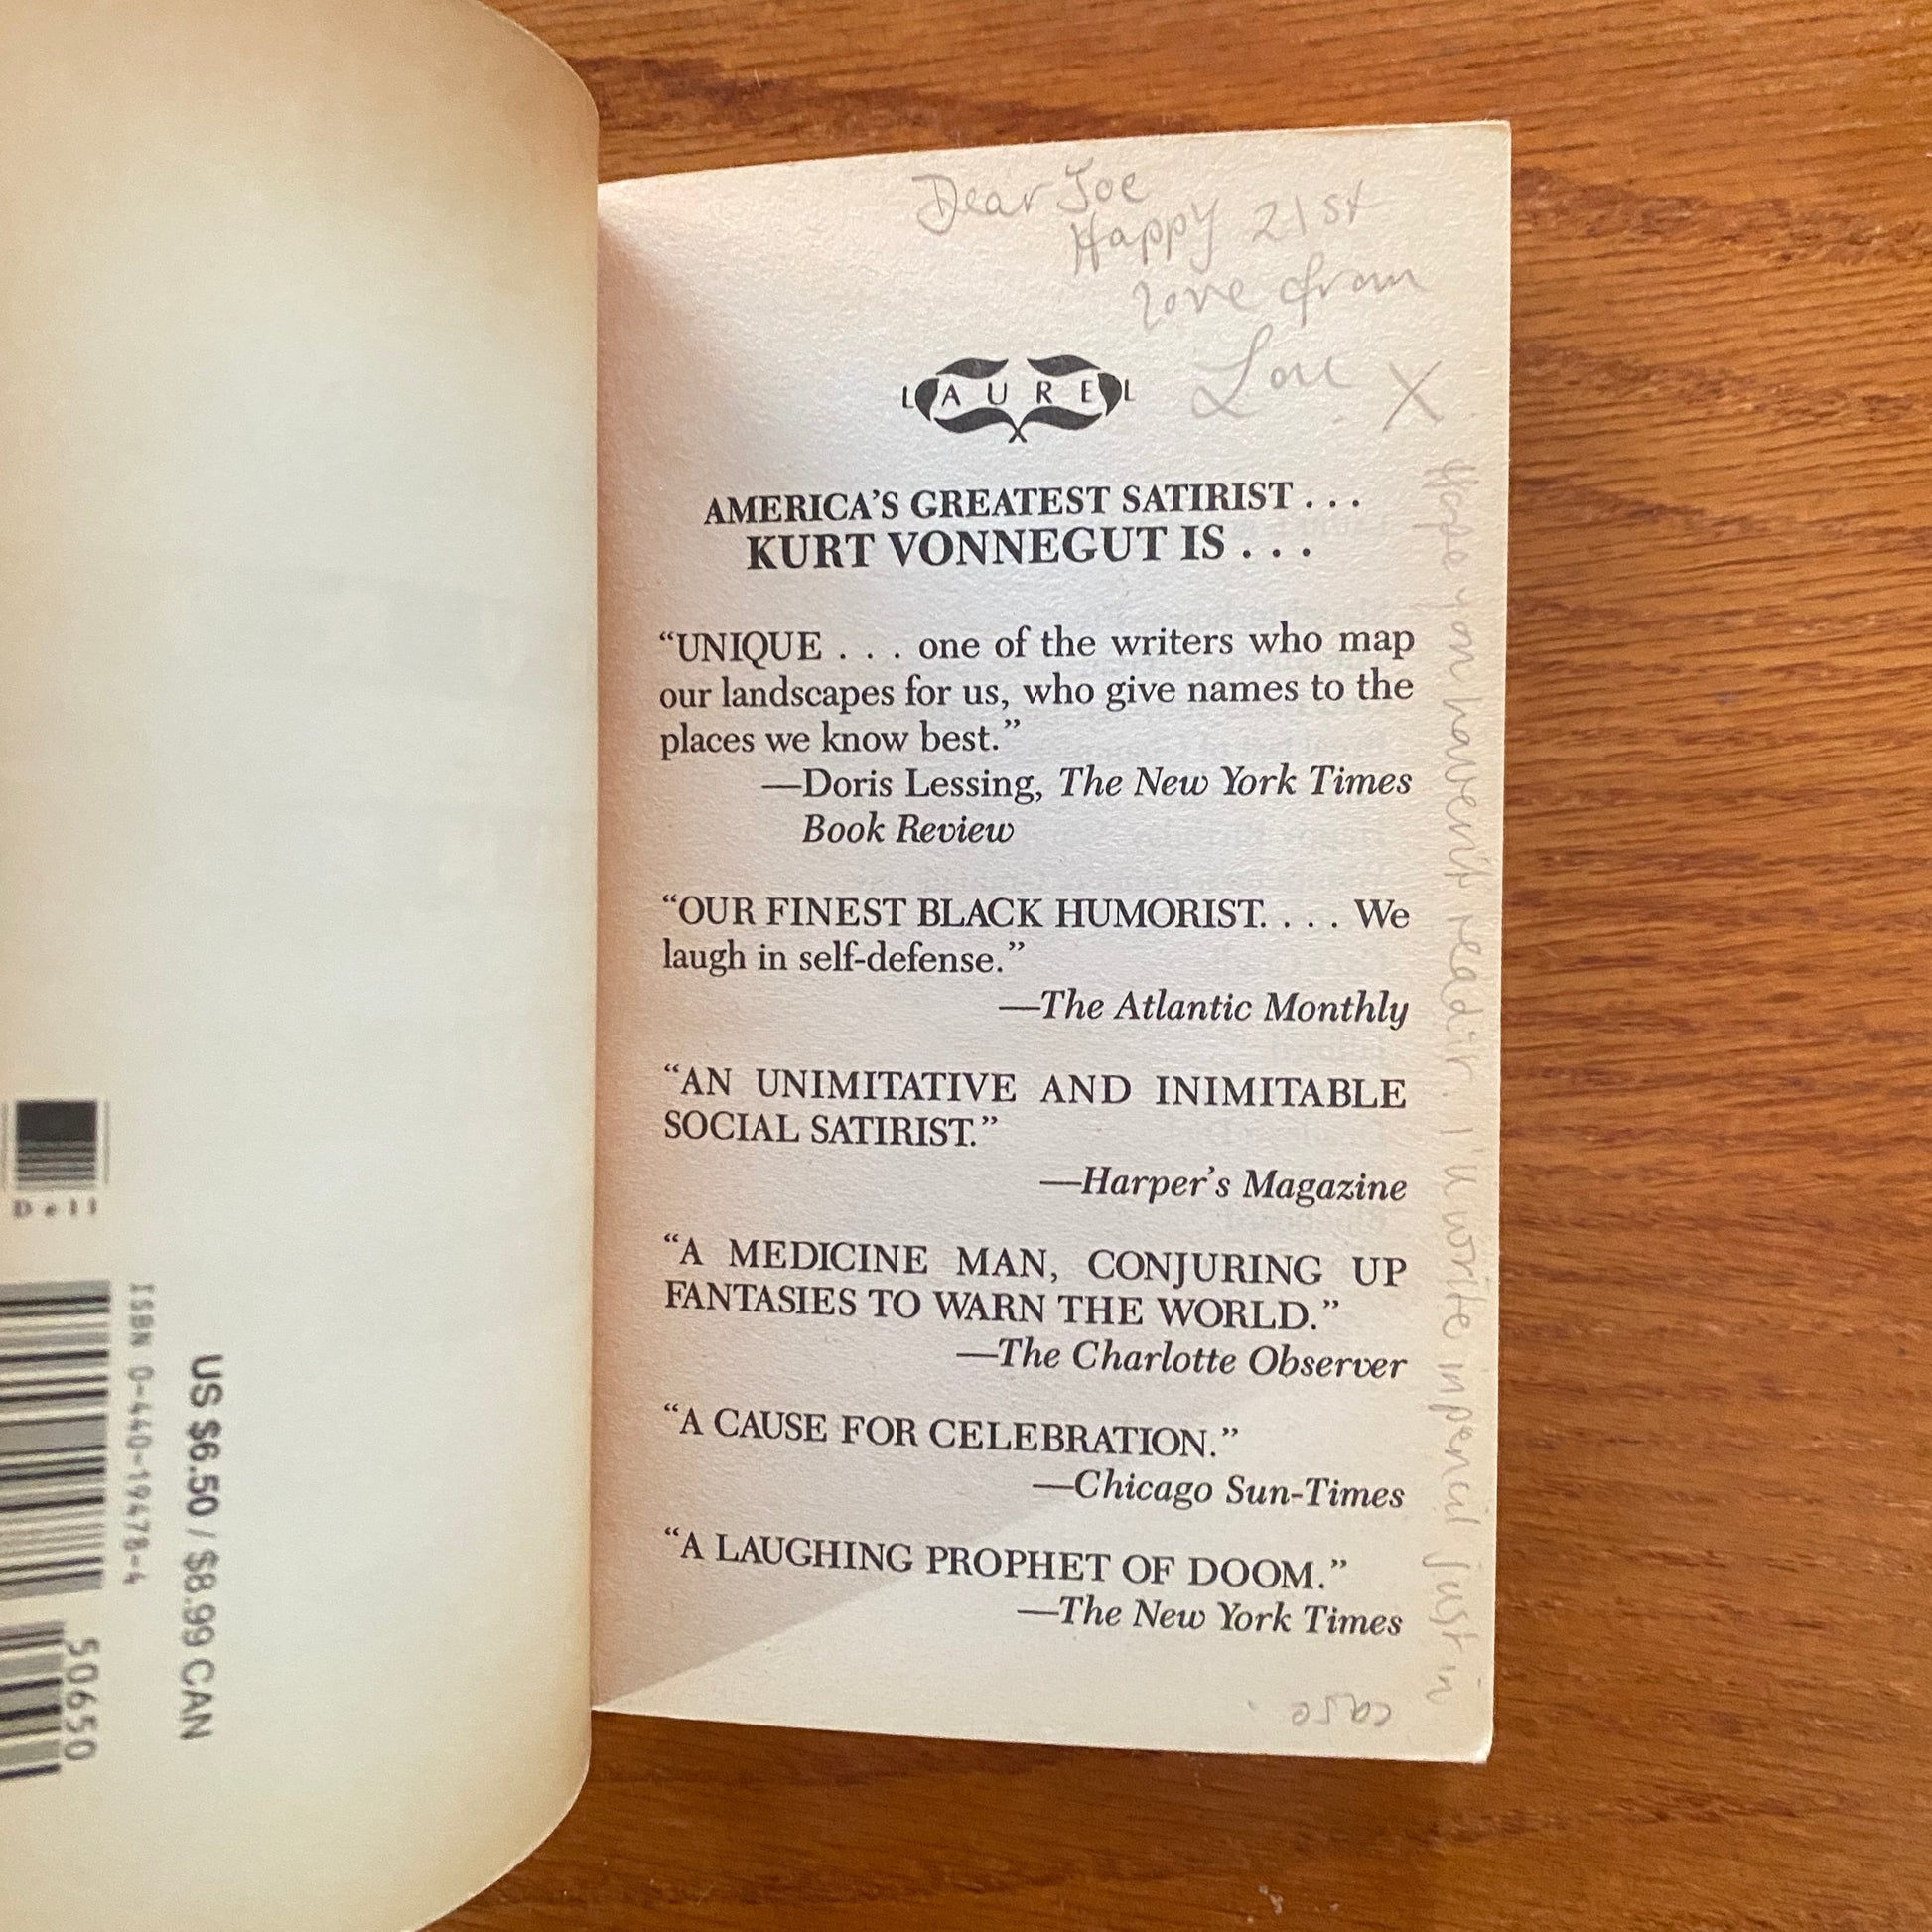 Dear Joe
Happy 21st
love from
Lou X
LAUREL
AMERICA'S GREATEST SATIRIST . . .
KURT VONNEGUT IS . . .
“UNIQUE . . . one of the writers who map
our landscapes for us, who give names to the
places we know best.”
—Doris Lessing, The New York Times
Book Review
“OUR FINEST BLACK HUMORIST. . . . We
laugh in self-defense.”
—The Atlantic Monthly
“AN UNIMITATIVE AND INIMITABLE
SOCIAL SATIRIST.”
—Harper's Magazine
“A MEDICINE MAN, CONJURING UP
FANTASIES TO WARN THE WORLD.”
—The Charlotte Observer
“A CAUSE FOR CELEBRATION.”
—Chicago Sun-Times
“A LAUGHING PROPHET OF DOOM.”
—The New York Times
Hope you haven't read it. I'll write in pencil just in
case.
Dell
ISBN 0-440-19478-4
US $6.50 / $8.99 CAN
50650